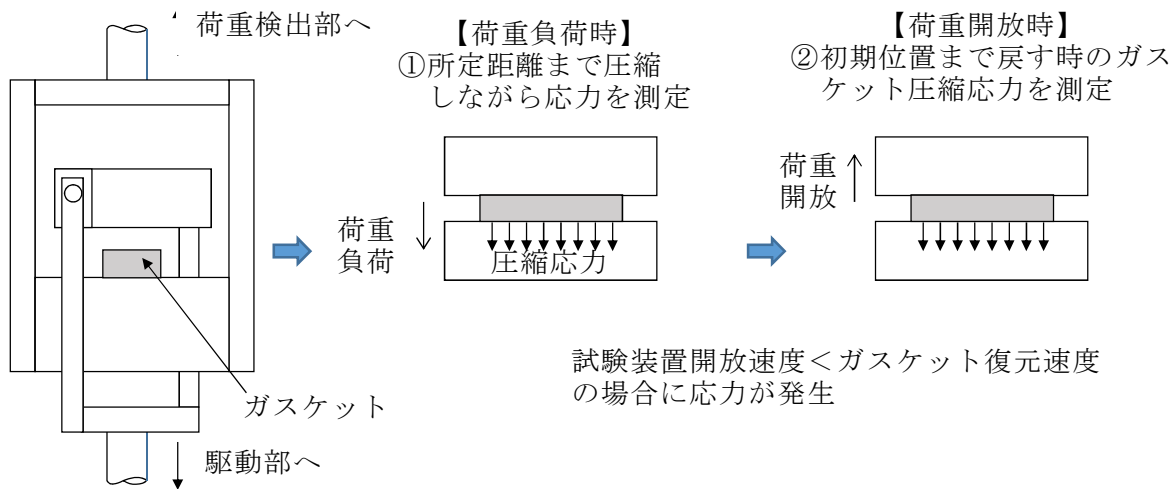 荷重検出部へ
【荷重負荷時】
①所定距離まで圧縮
しながら応力を測定
【荷重開放時】
②初期位置まで戻す時のガス
ケット圧縮応力を測定
荷重
負荷
圧縮応力
荷重
開放
試験装置開放速度<ガスケット復元速度
の場合に応力が発生
ガスケット
駆動部へ